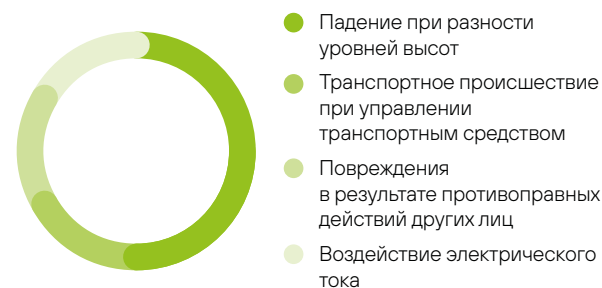 Падение при разности
уровней высот
Транспортное происшествие
при управлении
транспортным средством
Повреждения
в результате противоправных
действий других лиц
Воздействие электрического
тока